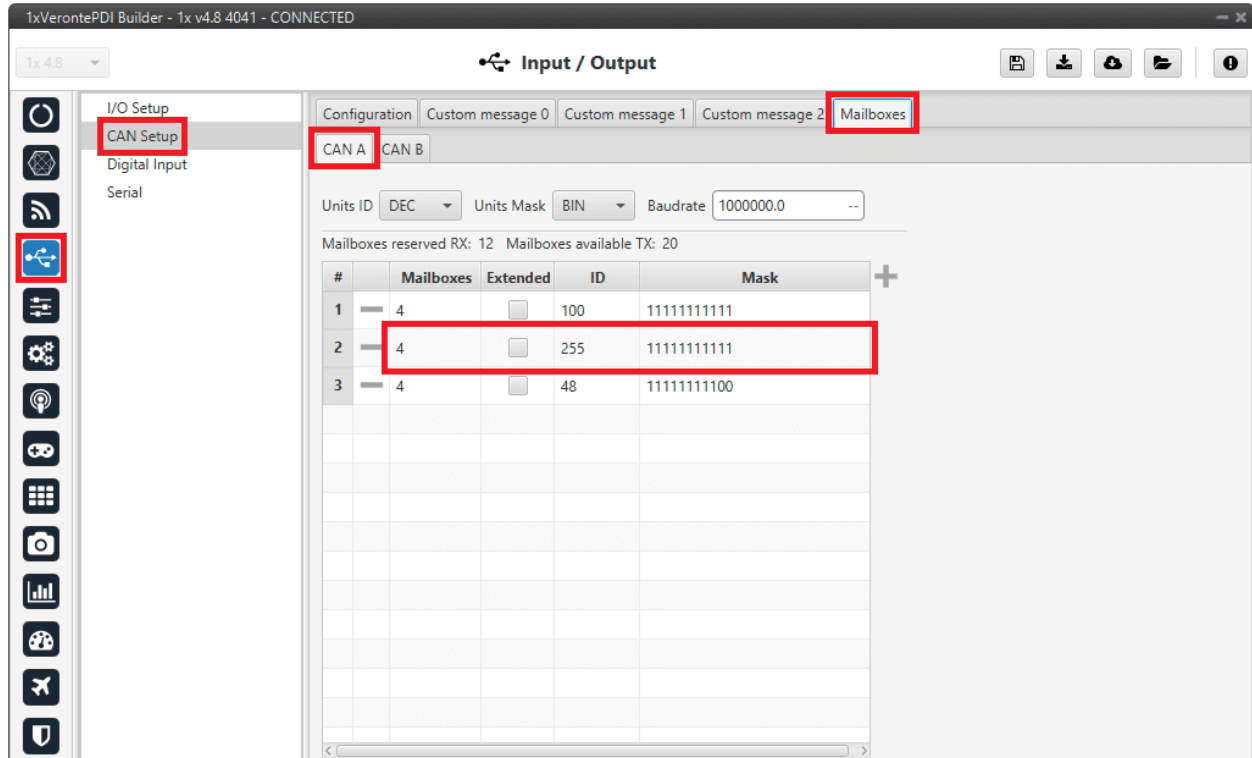 1xVerontePDI Builder - 1x v4.8 4041 - CONNECTED
1x 4.8
Input / Output
I/O Setup
CAN Setup
Digital Input
Serial
Configuration Custom message 0 Custom message 1 Custom message 2 Mailboxes
CAN A CAN B
Units ID DEC Units Mask BIN Baudrate 1000000.0 --
Mailboxes reserved RX: 12 Mailboxes available TX: 20
# Mailboxes Extended ID Mask
1 4 100 11111111111
2 4 255 11111111111
3 4 48 11111111100